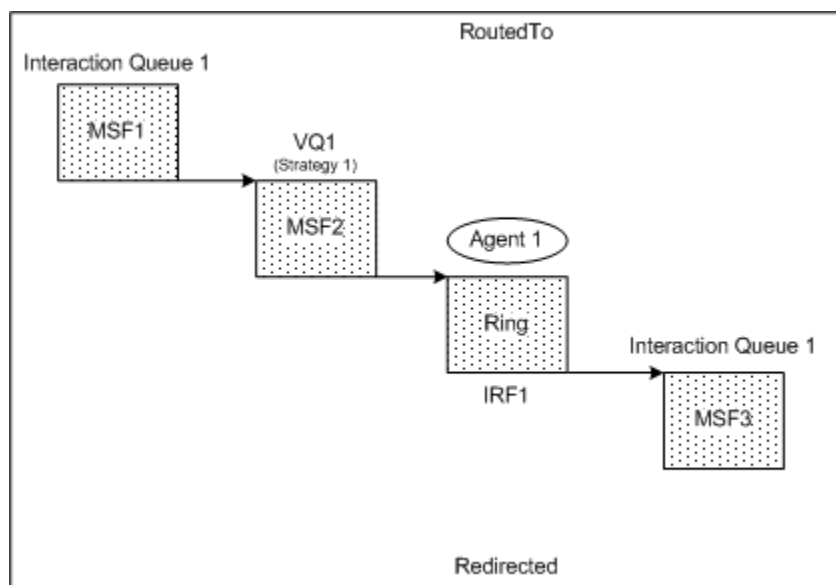 RoutedTo
Interaction Queue 1
MSF1
VQ1
(Strategy 1)
MSF2
Agent 1
Ring
IRF1
Interaction Queue 1
MSF3
Redirected